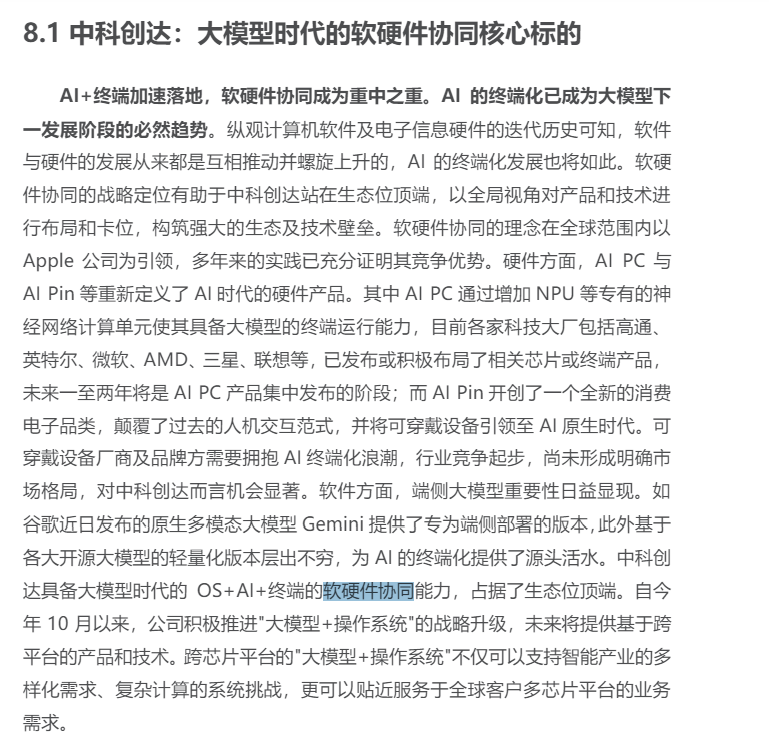 8.1 中科创达：大模型时代的软硬件协同核心标的
AI+终端加速落地，软硬件协同成为重中之重。AI 的终端化已成为大模型下
一发展阶段的必然趋势。纵观计算机软件及电子信息硬件的迭代历史可知，软件
与硬件的发展从来都是互相推动并螺旋上升的，AI 的终端化发展也将如此。软硬
件协同的战略定位有助于中科创达站在生态位顶端，以全局视角对产品和技术进
行布局和卡位，构筑强大的生态及技术壁垒。软硬件协同的理念在全球范围内以
Apple 公司为引领，多年来的实践已充分证明其竞争优势。硬件方面，AI PC 与
AI Pin 等重新定义了 AI 时代的硬件产品。其中 AI PC 通过增加 NPU 等专有的神
经网络计算单元使其具备大模型的终端运行能力，目前各家科技大厂包括高通、
英特尔、微软、AMD、三星、联想等，已发布或积极布局了相关芯片或终端产品，
未来一至两年将是 AI PC 产品集中发布的阶段；而 AI Pin 开创了一个全新的消费
电子品类，颠覆了过去的人机交互范式，并将可穿戴设备引领至 AI 原生时代。可
穿戴设备厂商及品牌方需要拥抱 AI 终端化浪潮，行业竞争起步，尚未形成明确市
场格局，对中科创达而言机会显著。软件方面，端侧大模型重要性日益显现。如
谷歌近日发布的原生多模态大模型 Gemini 提供了专为端侧部署的版本，此外基于
各大开源大模型的轻量化版本层出不穷，为 AI 的终端化提供了源头活水。中科创
达具备大模型时代的 OS+AI+终端的软硬件协同能力，占据了生态位顶端。自今
年 10 月以来，公司积极推进"大模型+操作系统"的战略升级，未来将提供基于跨
平台的产品和技术。跨芯片平台的"大模型+操作系统"不仅可以支持智能产业的多
样化需求、复杂计算的系统挑战，更可以贴近服务于全球客户多芯片平台的业务
需求。